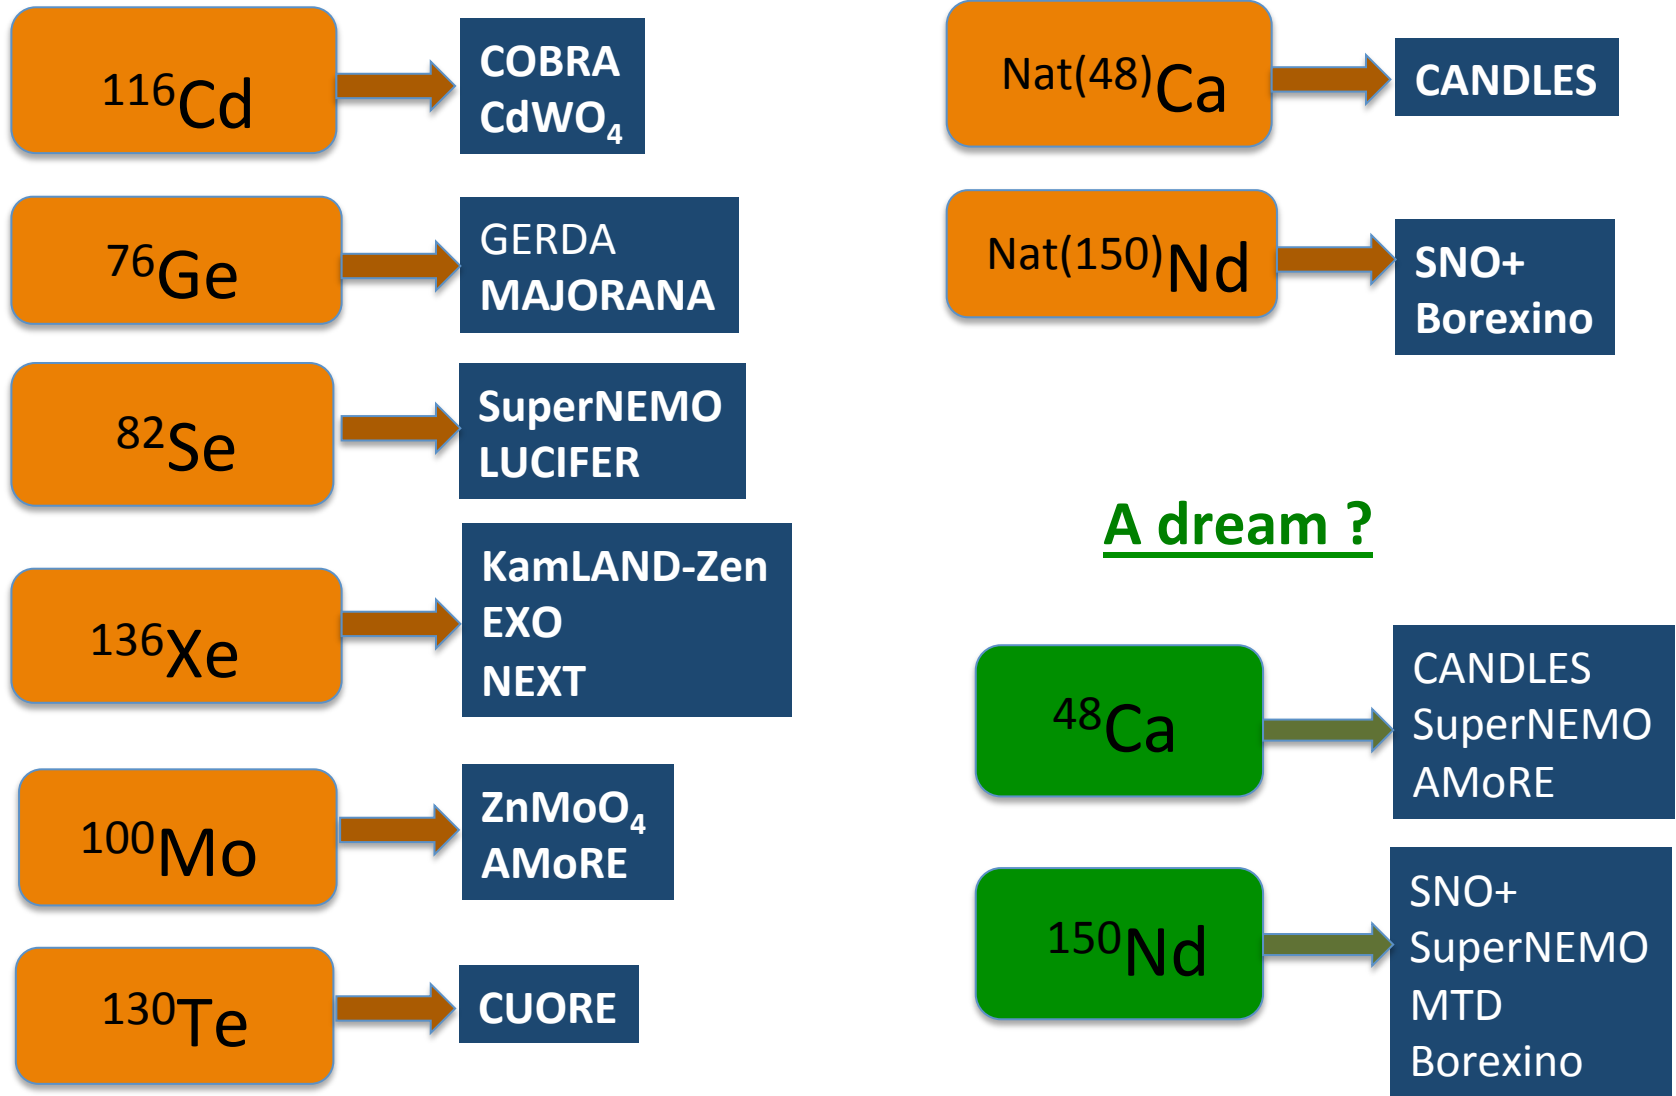 ¹¹⁶Cd
COBRA
CdWO₄
⁷⁶Ge
GERDA
MAJORANA
⁸²Se
SuperNEMO
LUCIFER
¹³⁶Xe
KamLAND-Zen
EXO
NEXT
¹⁰⁰Mo
ZnMoO₄
AMoRE
¹³⁰Te
CUORE
Nat(48)Ca
CANDLES
Nat(150)Nd
SNO+
Borexino
A dream ?
⁴⁸Ca
CANDLES
SuperNEMO
AMoRE
¹⁵⁰Nd
SNO+
SuperNEMO
MTD
Borexino